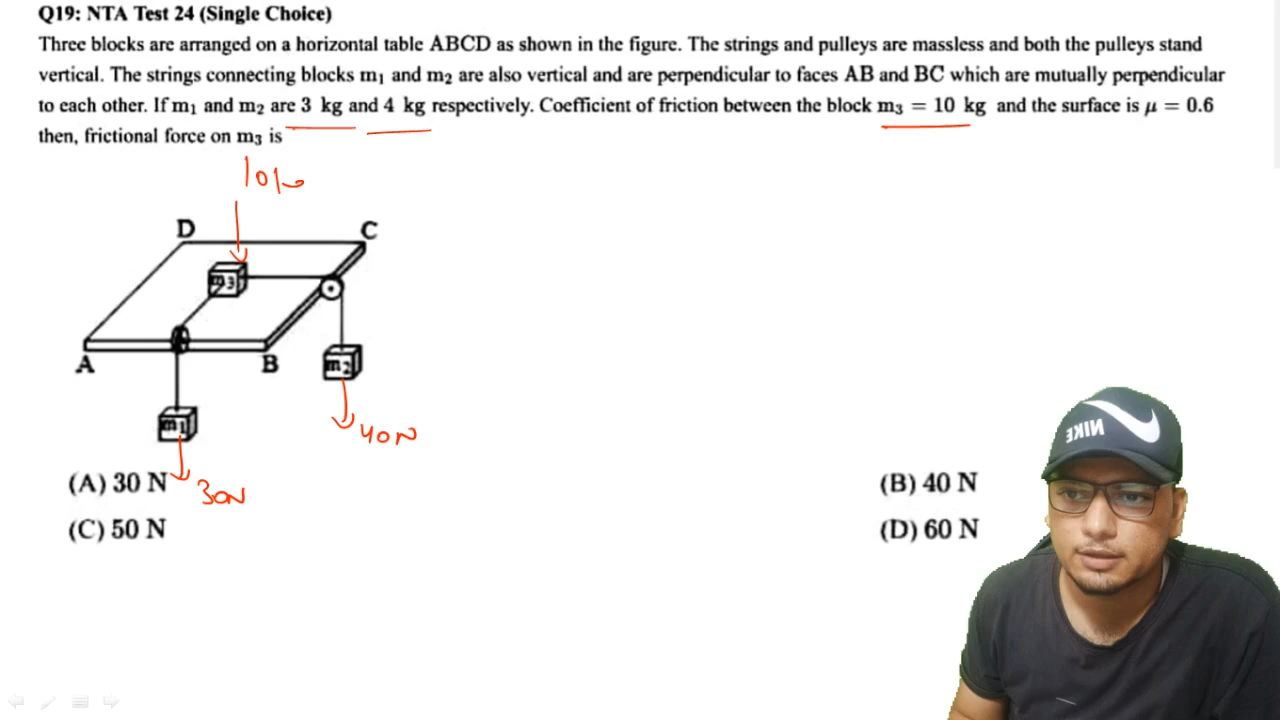 Q19: NTA Test 24 (Single Choice)
Three blocks are arranged on a horizontal table ABCD as shown in the figure. The strings and pulleys are massless and both the pulleys stand
vertical. The strings connecting blocks m₁ and m₂ are also vertical and are perpendicular to faces AB and BC which are mutually perpendicular
to each other. If m₁ and m₂ are 3 kg and 4 kg respectively. Coefficient of friction between the block m₃ = 10 kg and the surface is μ = 0.6
then, frictional force on m₃ is
D
C
m3
A
B
m2
m1
40N
30N
(A) 30 N
(B) 40 N
(C) 50 N
(D) 60 N
NIKE